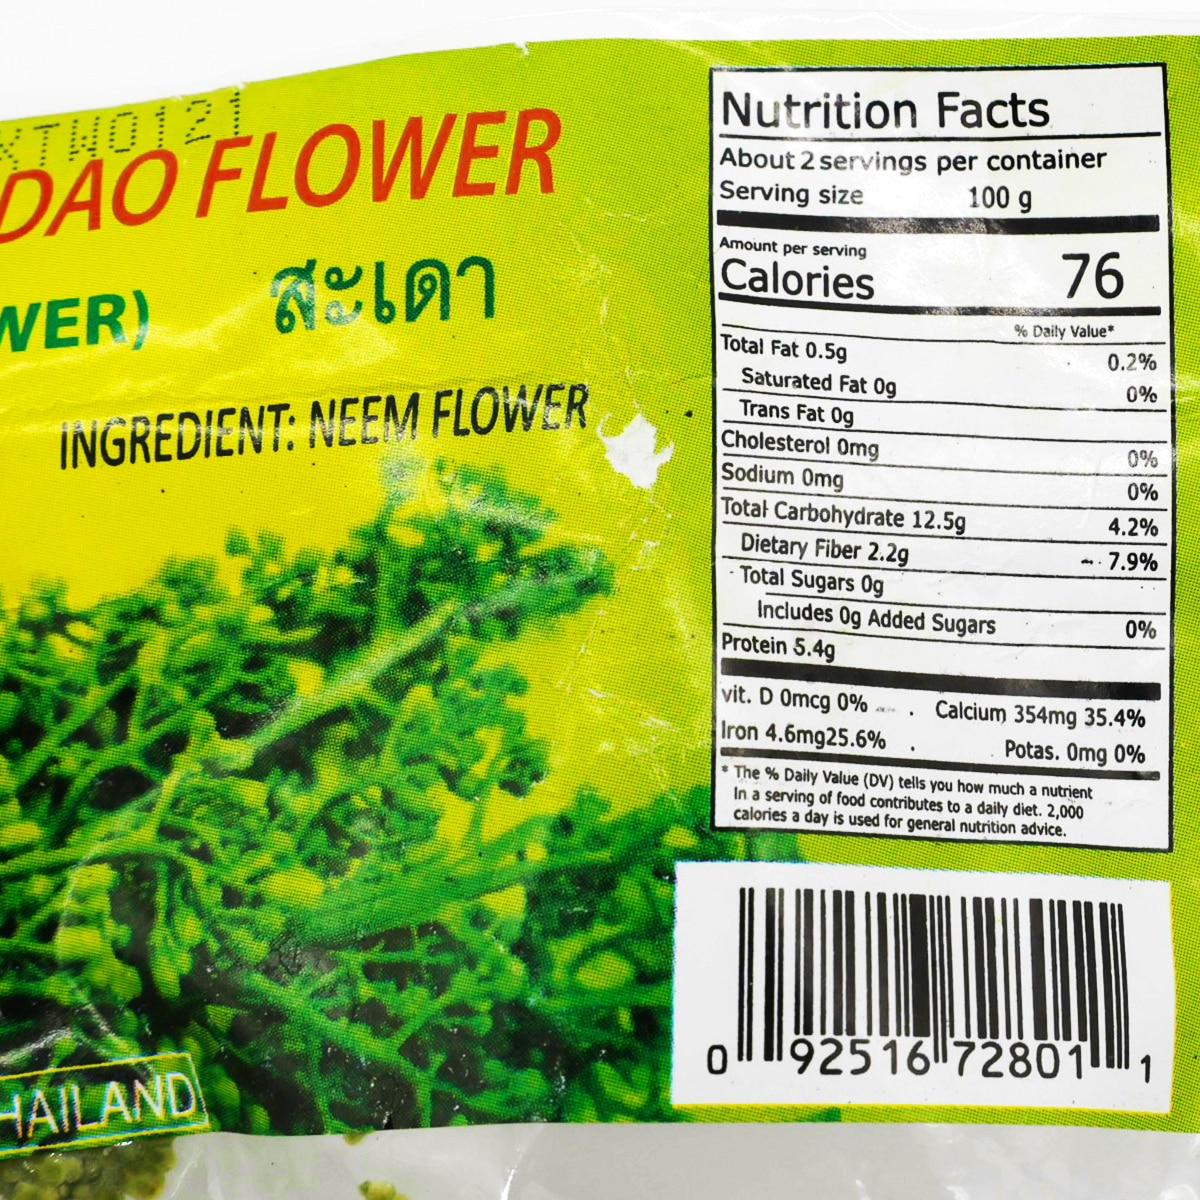 XTW0121
DAO FLOWER
WER)
สะเดา
INGREDIENT: NEEM FLOWER
HAILAND
Nutrition Facts
About 2 servings per container
Serving size 100 g
Amount per serving
Calories 76
% Daily Value*
Total Fat 0.5g 0.2%
Saturated Fat 0g 0%
Trans Fat 0g
Cholesterol 0mg 0%
Sodium 0mg 0%
Total Carbohydrate 12.5g 4.2%
Dietary Fiber 2.2g 7.9%
Total Sugars 0g
Includes 0g Added Sugars 0%
Protein 5.4g
vit. D 0mcg 0% . Calcium 354mg 35.4%
Iron 4.6mg25.6% . Potas. 0mg 0%
* The % Daily Value (DV) tells you how much a nutrient
In a serving of food contributes to a daily diet. 2,000
calories a day is used for general nutrition advice.
0 92516 72801 1